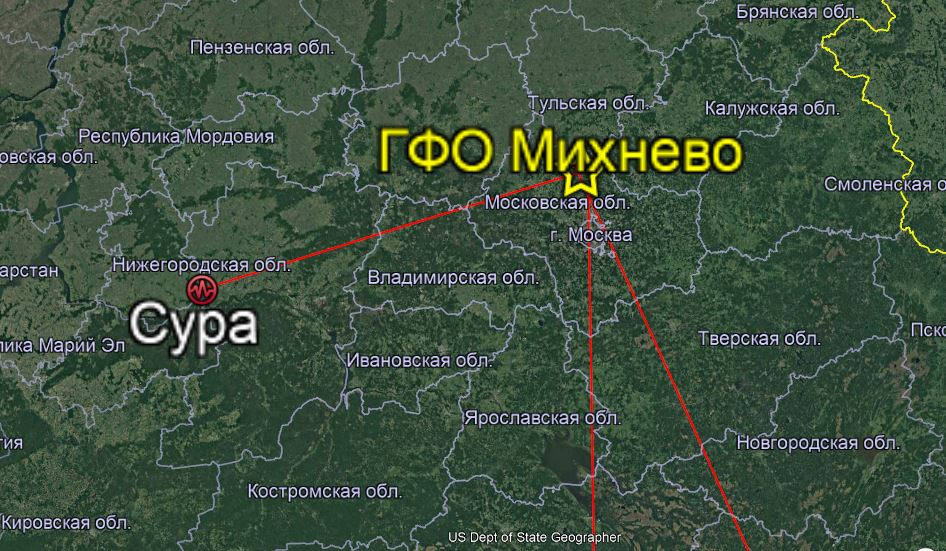 Брянская обл.
Пензенская обл.
Тульская обл.
Калужская обл.
Республика Мордовия
ГФО Михнево
овская обл.
Смоленская о
Московская обл.
г. Москва
Нижегородская обл.
арстан
Владимирская обл.
Сура
лика Марий Эл
Пско
Тверская обл.
Ивановская обл.
Ярославская обл.
гия
Новгородская обл.
Костромская обл.
Кировская обл.
US Dept of State Geographer